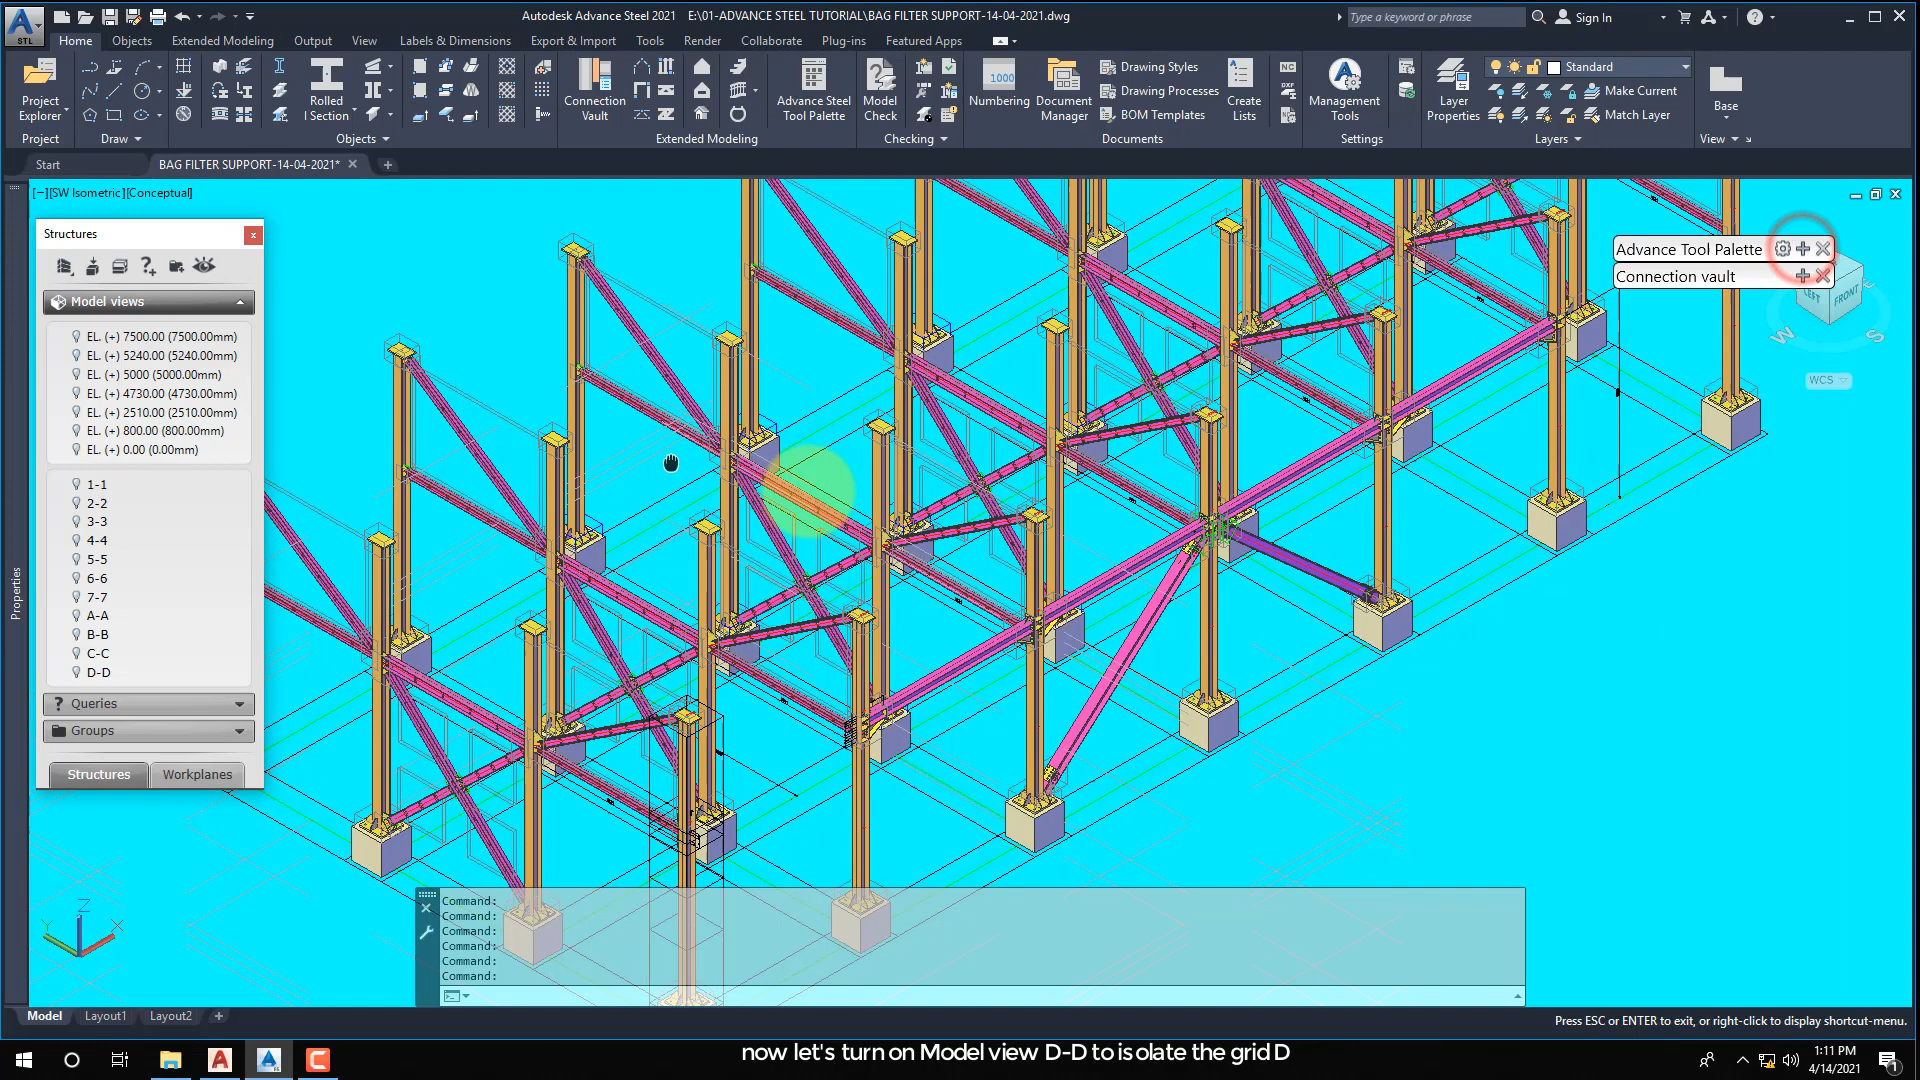 Autodesk Advance Steel 2021 E:\01-ADVANCE STEEL TUTORIAL\BAG FILTER SUPPORT-14-04-2021.dwg
Type a keyword or phrase
Sign In
STL
Home Objects Extended Modeling Output View Labels & Dimensions Export & Import Tools Render Collaborate Plug-ins Featured Apps
Project Explorer
Rolled I Section
Connection Vault
Advance Steel Tool Palette
Model Check
1000
Numbering
Document Manager
Drawing Styles
Drawing Processes
BOM Templates
Create Lists
NC
DXF
Management Tools
Layer Properties
Standard
Make Current
Match Layer
Base
Project Draw Objects Extended Modeling Checking Documents Settings Layers View
Start BAG FILTER SUPPORT-14-04-2021*
[−][SW Isometric][Conceptual]
Structures
Model views
EL. (+) 7500.00 (7500.00mm)
EL. (+) 5240.00 (5240.00mm)
EL. (+) 5000 (5000.00mm)
EL. (+) 4730.00 (4730.00mm)
EL. (+) 2510.00 (2510.00mm)
EL. (+) 800.00 (800.00mm)
EL. (+) 0.00 (0.00mm)
1-1
2-2
3-3
4-4
5-5
6-6
7-7
A-A
B-B
C-C
D-D
Queries
Groups
Structures Workplanes
Properties
Advance Tool Palette
Connection vault
LEFT FRONT
W S
WCS
Z
Y X
Command:
Command:
Command:
Command:
Command:
Command:
Model Layout1 Layout2
Press ESC or ENTER to exit, or right-click to display shortcut-menu.
now let's turn on Model view D-D to isolate the grid D
1:11 PM
4/14/2021
1